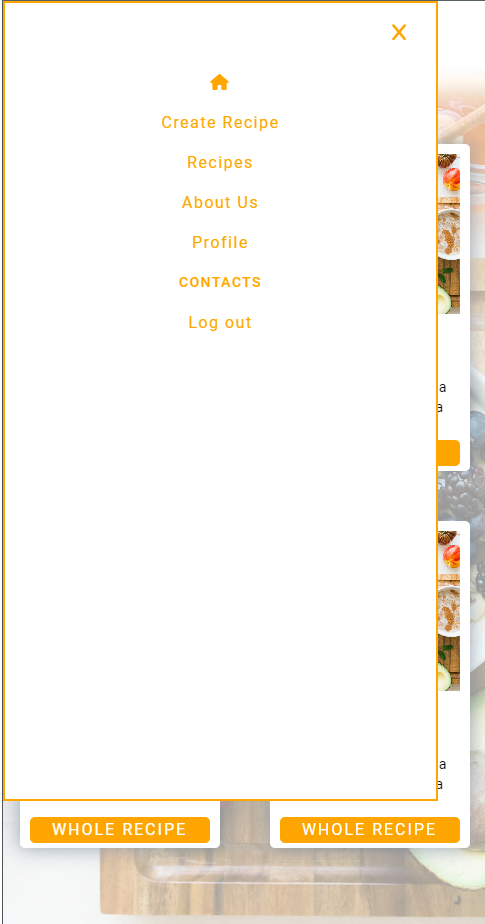 X
Create Recipe
Recipes
About Us
Profile
CONTACTS
Log out
a
a
a
a
WHOLE RECIPE
WHOLE RECIPE